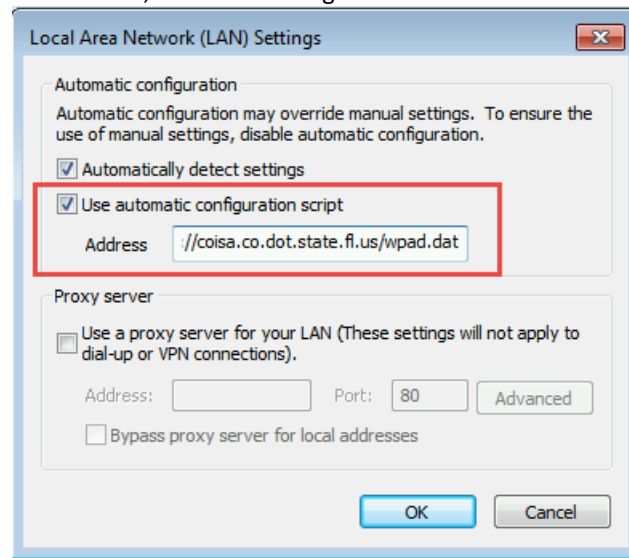 Local Area Network (LAN) Settings
Automatic configuration
Automatic configuration may override manual settings. To ensure the
use of manual settings, disable automatic configuration.
Automatically detect settings
Use automatic configuration script
Address ://coisa.co.dot.state.fl.us/wpad.dat
Proxy server
Use a proxy server for your LAN (These settings will not apply to
dial-up or VPN connections).
Address: Port: 80 Advanced
Bypass proxy server for local addresses
OK Cancel